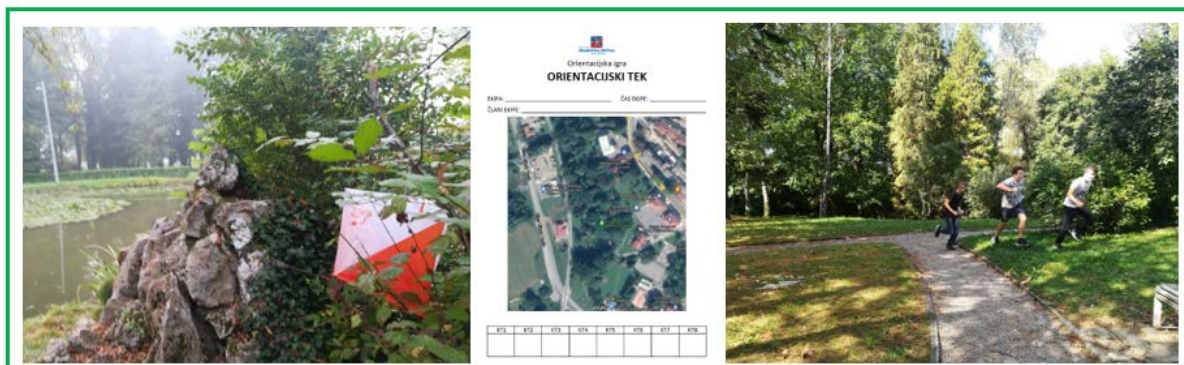 Orientacijska igra
ORIENTACIJSKI TEK
EKIPA: ČAS EKIPE:
ČLANI EKIPE:
KT1 KT2 KT3 KT4 KT5 KT6 KT7 KT8